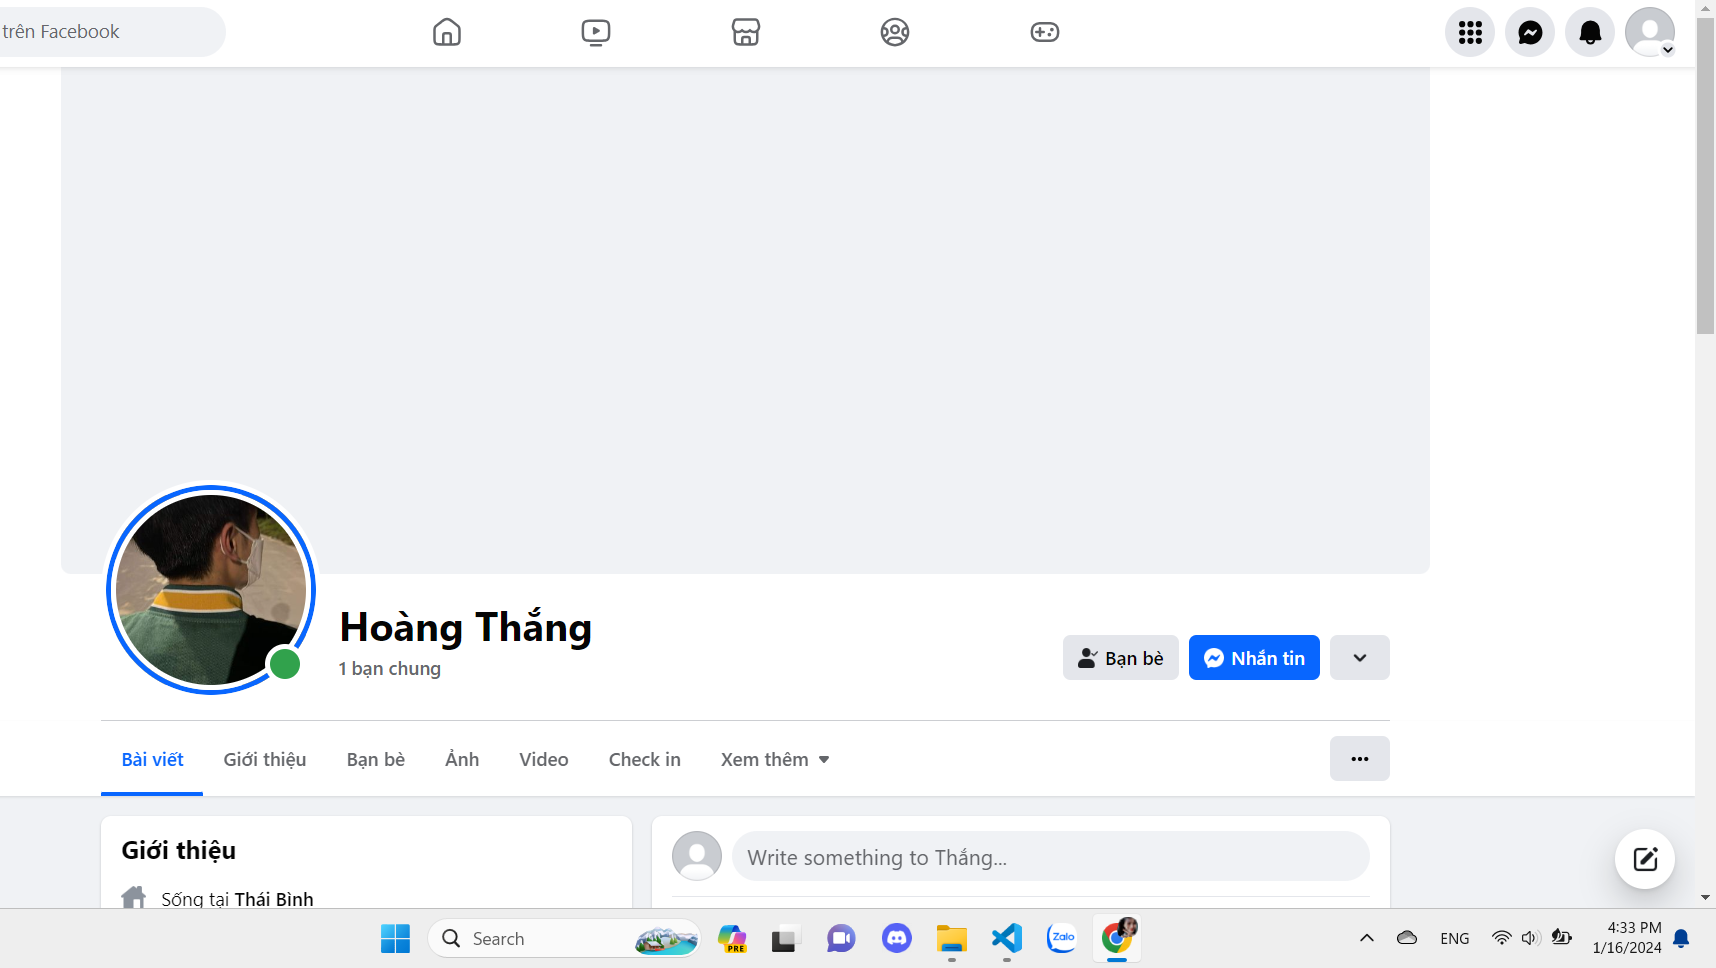 trên Facebook
Hoàng Thắng
1 bạn chung
Bạn bè
Nhắn tin
Bài viết
Giới thiệu
Bạn bè
Ảnh
Video
Check in
Xem thêm
Giới thiệu
Sống tại Thái Bình
Write something to Thắng...
Search
PRE
Zalo
ENG
4:33 PM
1/16/2024